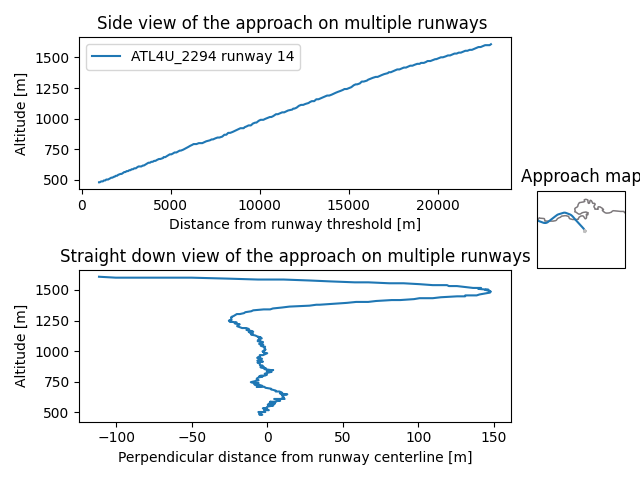 Side view of the approach on multiple runways
Altitude [m]
1500
1250
1000
750
500
ATL4U_2294 runway 14
0 5000 10000 15000 20000
Distance from runway threshold [m]
Approach map
Straight down view of the approach on multiple runways
Altitude [m]
1500
1250
1000
750
500
−100 −50 0 50 100 150
Perpendicular distance from runway centerline [m]